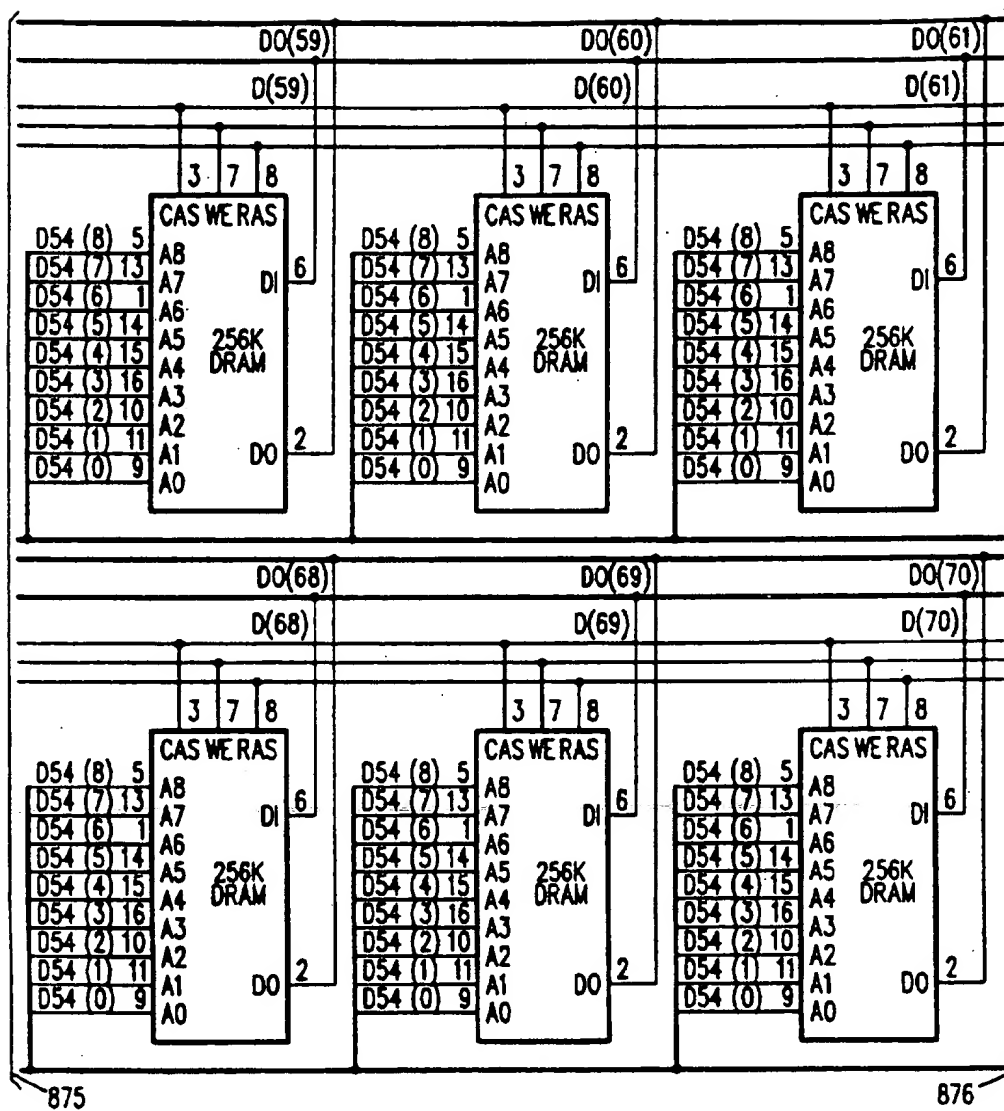 DO(59) DO(60) DO(61)
D(59) D(60) D(61)
3 7 8 3 7 8 3 7 8
CAS WE RAS CAS WE RAS CAS WE RAS
D54 (8) 5 A8 D54 (8) 5 A8 D54 (8) 5 A8
D54 (7) 13 A7 DI 6 D54 (7) 13 A7 DI 6 D54 (7) 13 A7 DI 6
D54 (6) 1 A6 D54 (6) 1 A6 D54 (6) 1 A6
D54 (5) 14 A5 256K D54 (5) 14 A5 256K D54 (5) 14 A5 256K
D54 (4) 15 A4 DRAM D54 (4) 15 A4 DRAM D54 (4) 15 A4 DRAM
D54 (3) 16 A3 D54 (3) 16 A3 D54 (3) 16 A3
D54 (2) 10 A2 D54 (2) 10 A2 D54 (2) 10 A2
D54 (1) 11 A1 DO 2 D54 (1) 11 A1 DO 2 D54 (1) 11 A1 DO 2
D54 (0) 9 A0 D54 (0) 9 A0 D54 (0) 9 A0
DO(68) DO(69) DO(70)
D(68) D(69) D(70)
3 7 8 3 7 8 3 7 8
CAS WE RAS CAS WE RAS CAS WE RAS
D54 (8) 5 A8 D54 (8) 5 A8 D54 (8) 5 A8
D54 (7) 13 A7 DI 6 D54 (7) 13 A7 DI 6 D54 (7) 13 A7 DI 6
D54 (6) 1 A6 D54 (6) 1 A6 D54 (6) 1 A6
D54 (5) 14 A5 256K D54 (5) 14 A5 256K D54 (5) 14 A5 256K
D54 (4) 15 A4 DRAM D54 (4) 15 A4 DRAM D54 (4) 15 A4 DRAM
D54 (3) 16 A3 D54 (3) 16 A3 D54 (3) 16 A3
D54 (2) 10 A2 D54 (2) 10 A2 D54 (2) 10 A2
D54 (1) 11 A1 DO 2 D54 (1) 11 A1 DO 2 D54 (1) 11 A1 DO 2
D54 (0) 9 A0 D54 (0) 9 A0 D54 (0) 9 A0
875 876